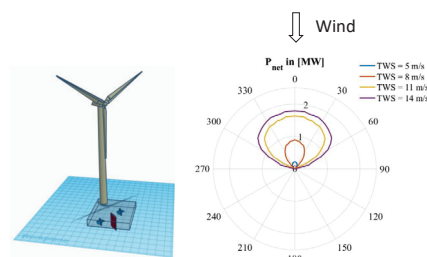 Wind
P_net in [MW]
TWS = 5 m/s
TWS = 8 m/s
TWS = 11 m/s
TWS = 14 m/s
0
330
30
2
300
60
1
270
0
90
240
120
210
150
180